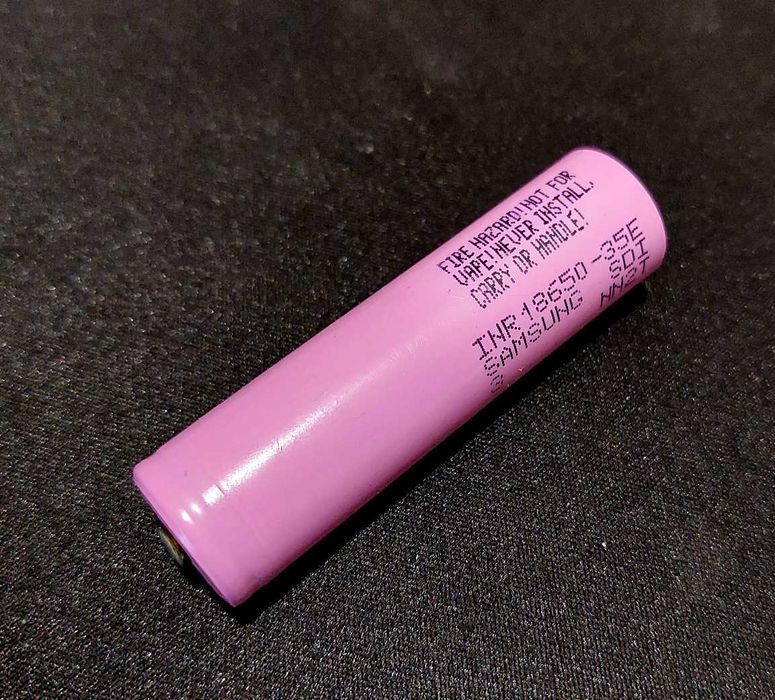 FIRE HAZARD! NOT FOR
VAPE! NEVER INSTALL,
CARRY OR HANDLE!
INR18650-35E
SAMSUNG SDI